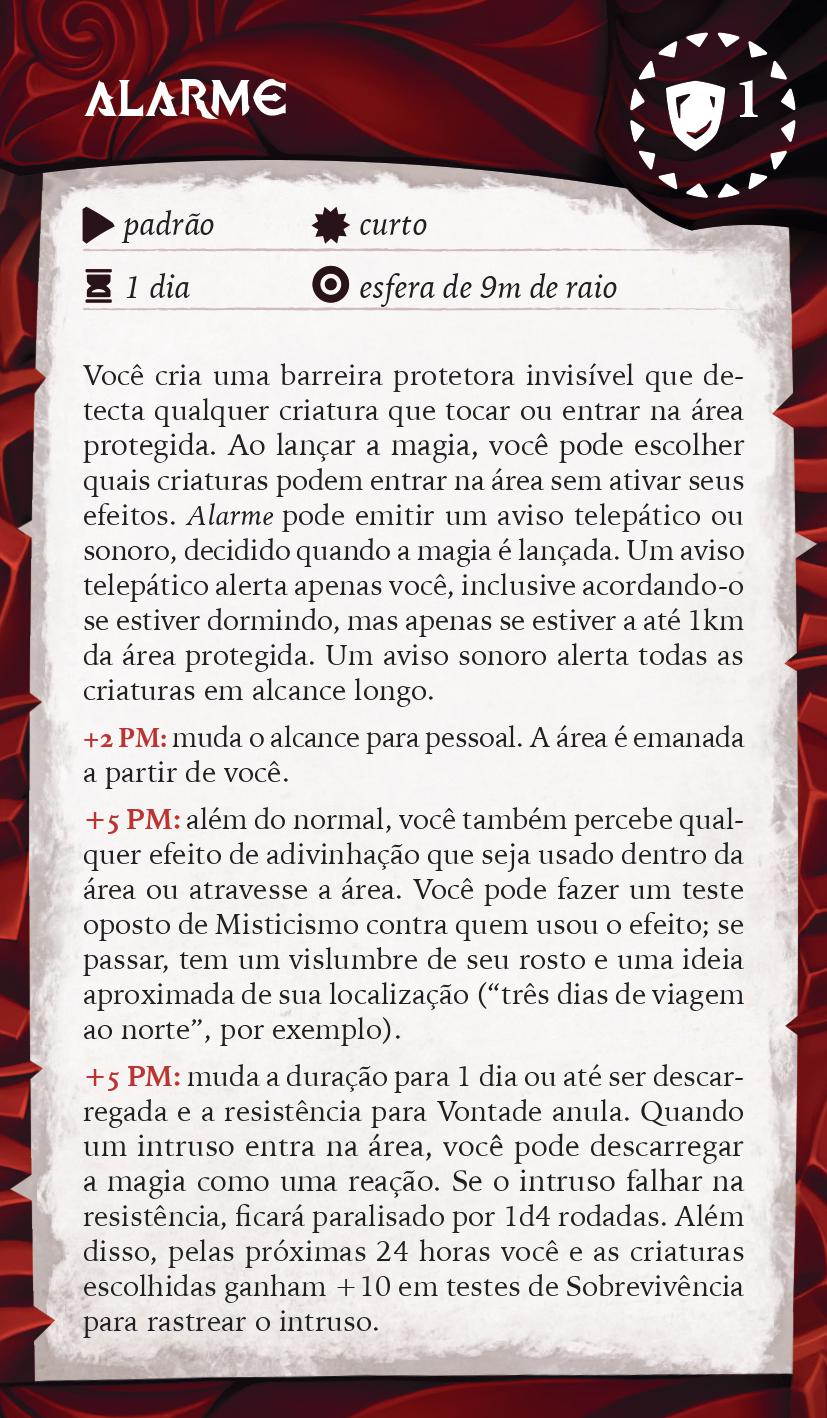 ALARME
1
padrão
curto
1 dia
esfera de 9m de raio
Você cria uma barreira protetora invisível que de-
tecta qualquer criatura que tocar ou entrar na área
protegida. Ao lançar a magia, você pode escolher
quais criaturas podem entrar na área sem ativar seus
efeitos. Alarme pode emitir um aviso telepático ou
sonoro, decidido quando a magia é lançada. Um aviso
telepático alerta apenas você, inclusive acordando-o
se estiver dormindo, mas apenas se estiver a até 1km
da área protegida. Um aviso sonoro alerta todas as
criaturas em alcance longo.
+2 PM: muda o alcance para pessoal. A área é emanada
a partir de você.
+5 PM: além do normal, você também percebe qual-
quer efeito de adivinhação que seja usado dentro da
área ou atravesse a área. Você pode fazer um teste
oposto de Misticismo contra quem usou o efeito; se
passar, tem um vislumbre de seu rosto e uma ideia
aproximada de sua localização (“três dias de viagem
ao norte”, por exemplo).
+5 PM: muda a duração para 1 dia ou até ser descar-
regada e a resistência para Vontade anula. Quando
um intruso entra na área, você pode descarregar
a magia como uma reação. Se o intruso falhar na
resistência, ficará paralisado por 1d4 rodadas. Além
disso, pelas próximas 24 horas você e as criaturas
escolhidas ganham +10 em testes de Sobrevivência
para rastrear o intruso.